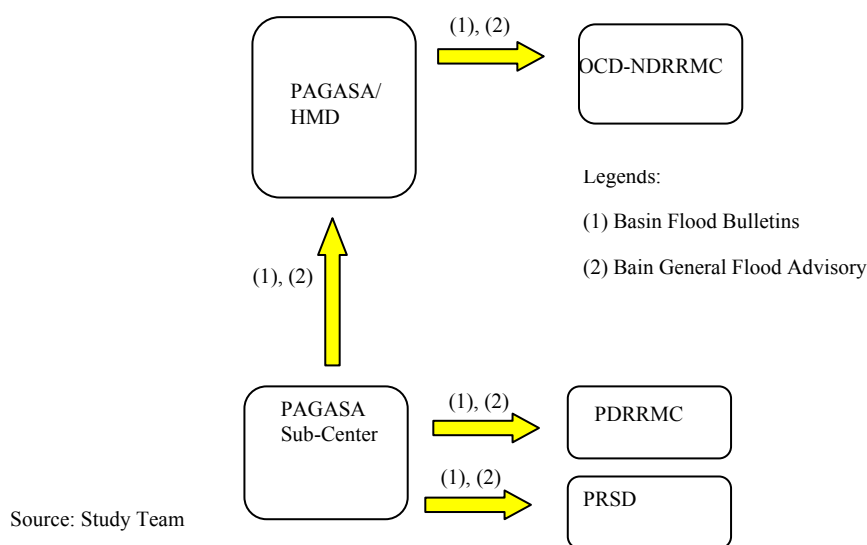 (1), (2)
PAGASA/
HMD
OCD-NDRRMC
Legends:
(1) Basin Flood Bulletins
(2) Bain General Flood Advisory
(1), (2)
PAGASA
Sub-Center
(1), (2)
PDRRMC
(1), (2)
PRSD
Source: Study Team